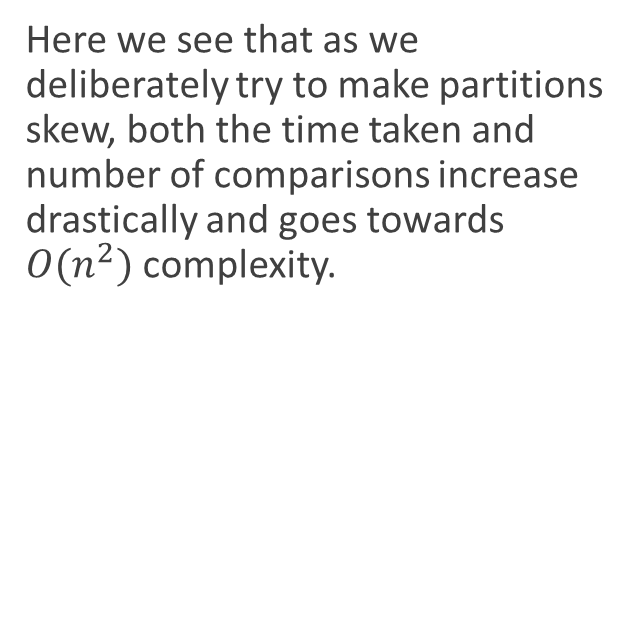 Here we see that as we
deliberately try to make partitions
skew, both the time taken and
number of comparisons increase
drastically and goes towards
𝑂(𝑛²) complexity.